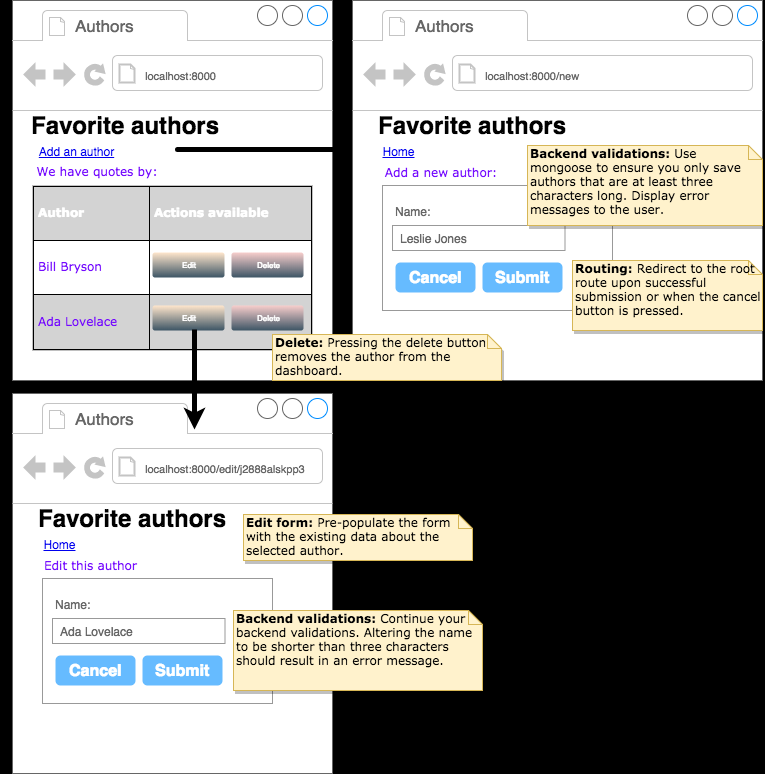 Authors
localhost:8000
Favorite authors
Add an author
We have quotes by:
Author
Actions available
Bill Bryson
Edit
Delete
Ada Lovelace
Edit
Delete
Delete: Pressing the delete button
removes the author from the
dashboard.
Authors
localhost:8000/new
Favorite authors
Home
Add a new author:
Name:
Leslie Jones
Cancel
Submit
Backend validations: Use
mongoose to ensure you only save
authors that are at least three
characters long. Display error
messages to the user.
Routing: Redirect to the root
route upon successful
submission or when the cancel
button is pressed.
Authors
localhost:8000/edit/j2888alskpp3
Favorite authors
Home
Edit this author
Name:
Ada Lovelace
Cancel
Submit
Edit form: Pre-populate the form
with the existing data about the
selected author.
Backend validations: Continue your
backend validations. Altering the name
to be shorter than three characters
should result in an error message.